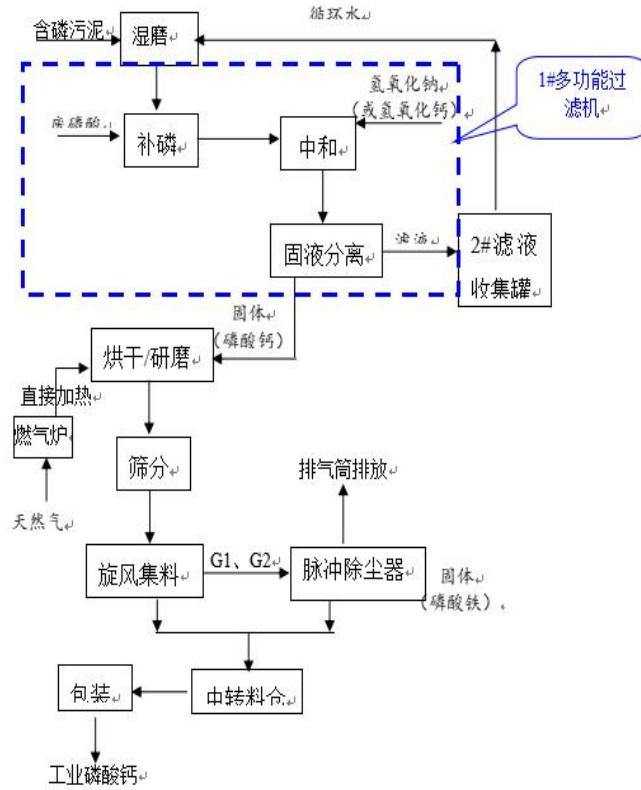 含磷污泥
湿磨
循环水
氢氧化钠
(或氢氧化钙)
1#多功能过
滤机
废磷酸
补磷
中和
固液分离
滤液
2#滤液
收集罐
固体
(磷酸钙)
烘干/研磨
直接加热
燃气炉
天然气
筛分
排气筒排放
旋风集料
G1、G2
脉冲除尘器
固体
(磷酸铁)。
包装
中转料仓
工业磷酸钙